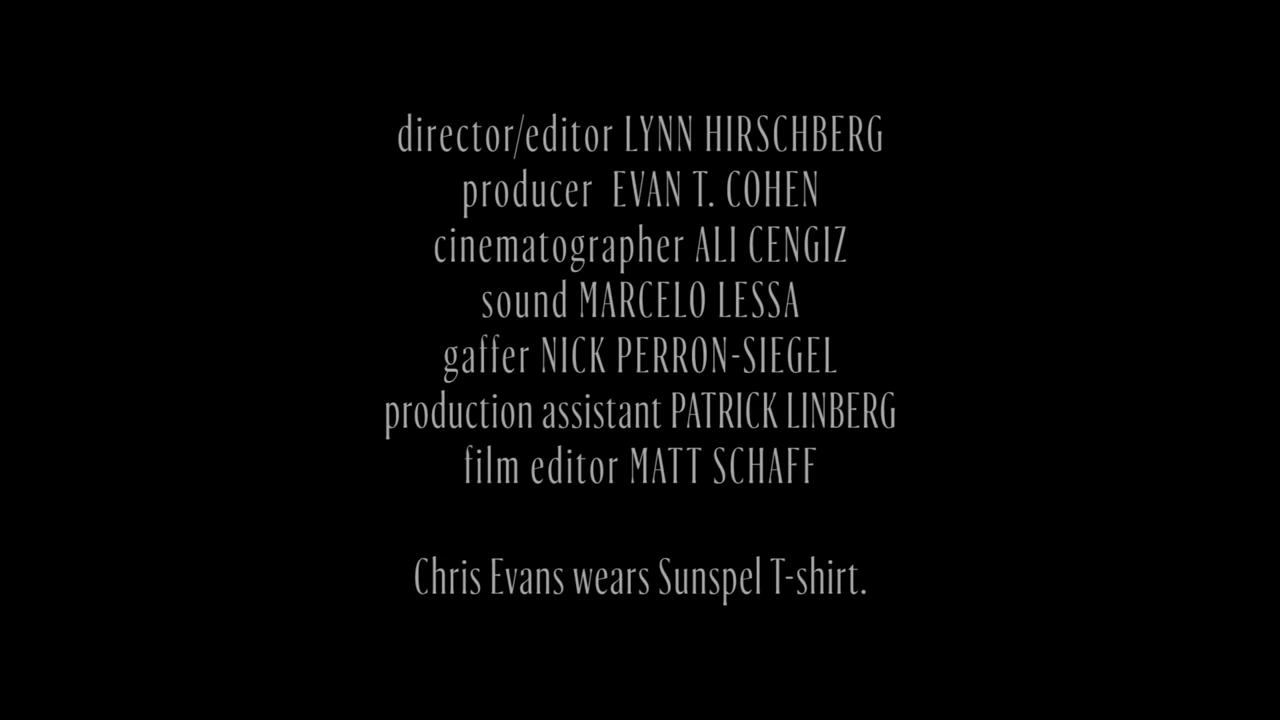 director/editor LYNN HIRSCHBERG
producer EVAN T. COHEN
cinematographer ALI CENGIZ
sound MARCELO LESSA
gaffer NICK PERRON-SIEGEL
production assistant PATRICK LINBERG
film editor MATT SCHAFF
Chris Evans wears Sunspel T-shirt.